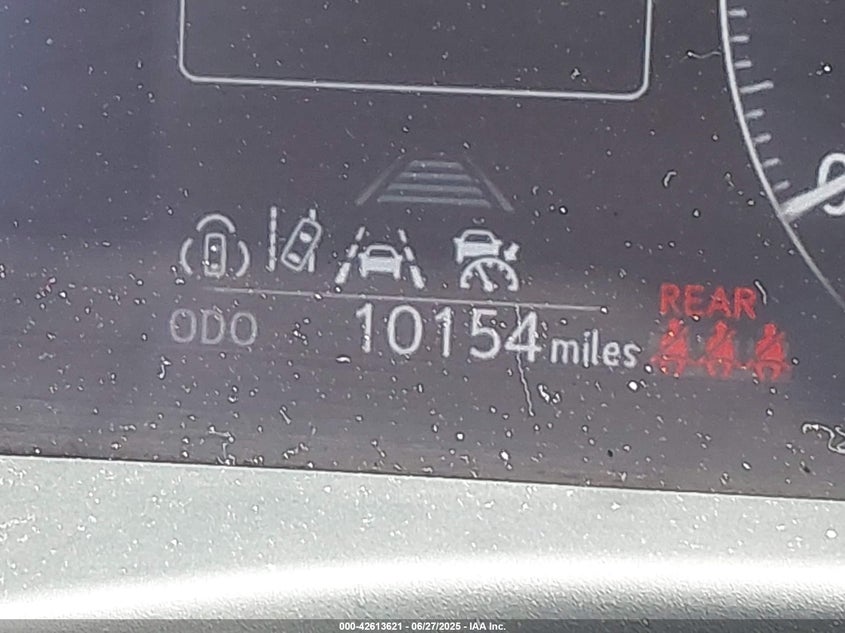 REAR
ODO 10154 miles
000-42613621 - 06/27/2025 - IAA Inc.